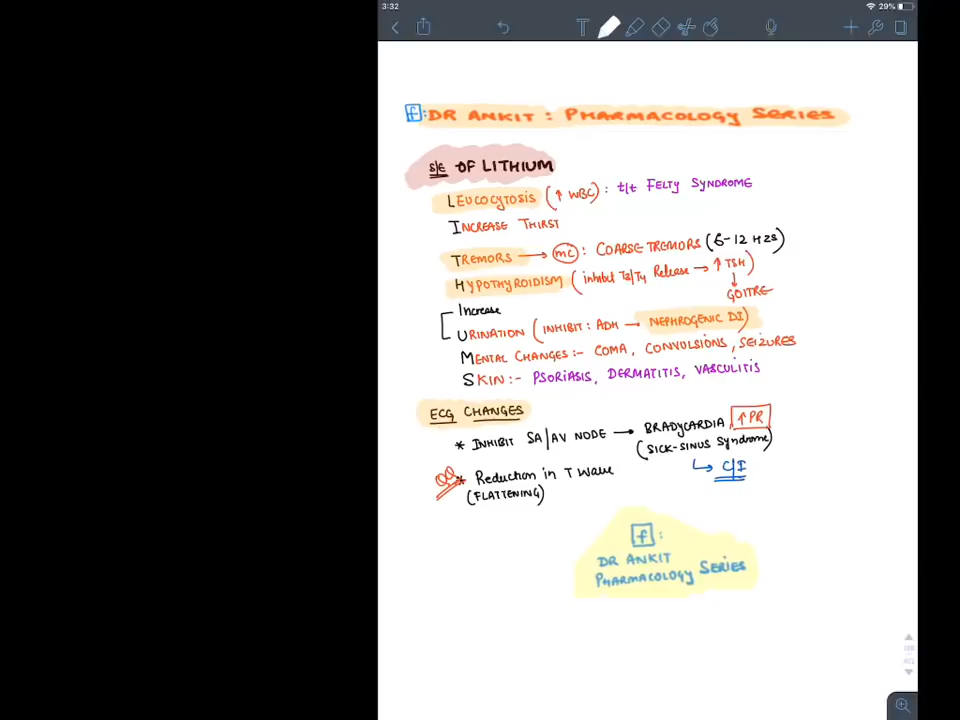 3:32
29%
f : DR ANKIT : PHARMACOLOGY SERIES
S/E OF LITHIUM
LEUCOCYTOSIS (↑ WBC) : t/t FELTY SYNDROME
INCREASE THIRST
TREMORS → MC : COARSE TREMORS (6-12 HZS)
HYPOTHYROIDISM (inhibit T3/T4 Release → ↑ TSH)
↓
GOITRE
Increase
URINATION (INHIBIT : ADH → NEPHROGENIC DI)
MENTAL CHANGES :- COMA, CONVULSIONS, SEIZURES
SKIN :- PSORIASIS, DERMATITIS, VASCULITIS
ECG CHANGES
* INHIBIT SA/AV NODE → BRADYCARDIA, ↑ PR
(SICK-SINUS Syndrome)
↳ C/I
* Reduction in T wave
(FLATTENING)
f :
DR ANKIT
PHARMACOLOGY SERIES